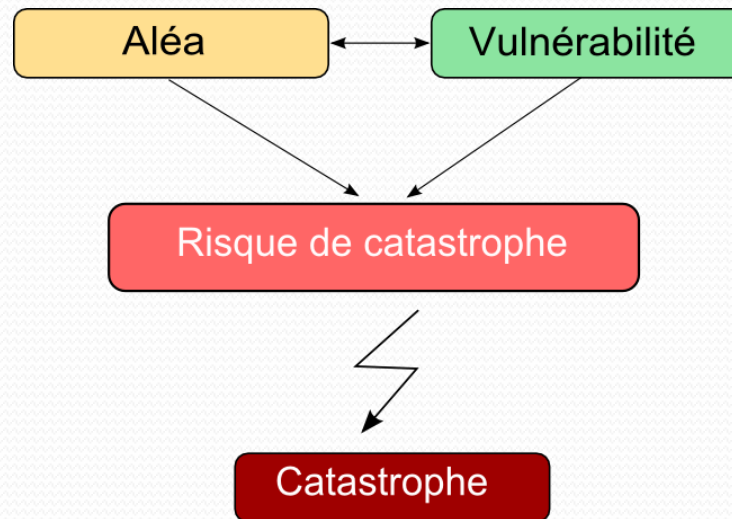 Aléa
Vulnérabilité
Risque de catastrophe
Catastrophe